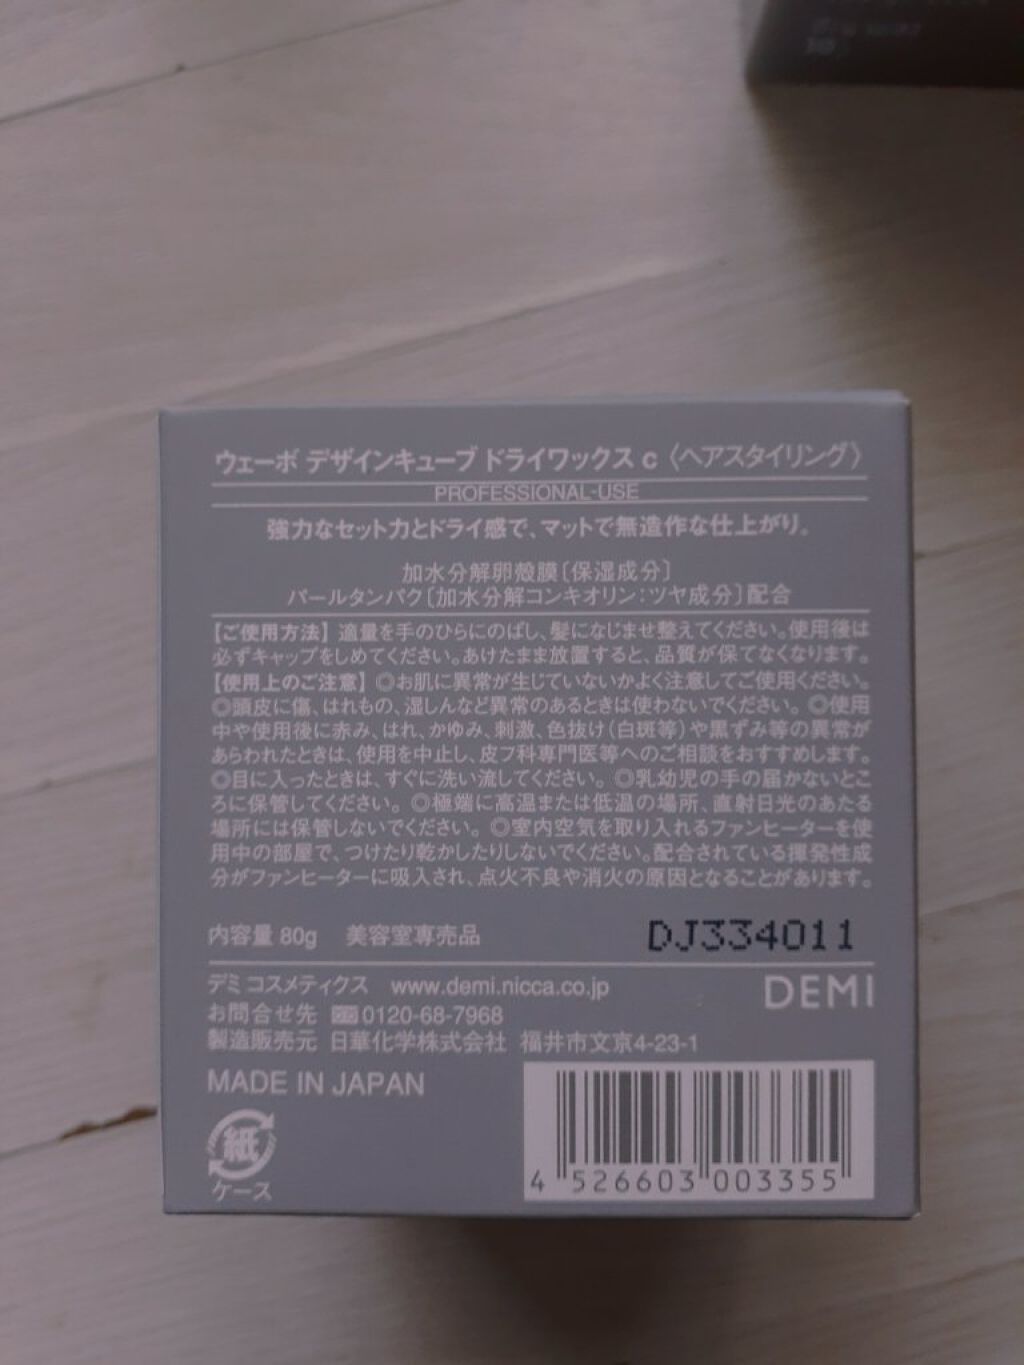 ウェーボ デザインキューブ ドライワックス c〈ヘアスタイリング〉
PROFESSIONAL-USE
強力なセット力とドライ感で、マットで無造作な仕上がり。
加水分解卵殻膜〔保湿成分〕
パールタンパク〔加水分解コンキオリン:ツヤ成分〕配合
【ご使用方法】適量を手のひらにのばし、髪になじませ整えてください。使用後は
必ずキャップをしめてください。あけたまま放置すると、品質が保てなくなります。
【使用上のご注意】◎お肌に異常が生じていないかよく注意してご使用ください。
◎頭皮に傷、はれもの、湿しんなど異常のあるときは使わないでください。◎使用
中や使用後に赤み、はれ、かゆみ、刺激、色抜け(白斑等)や黒ずみ等の異常が
あらわれたときは、使用を中止し、皮フ科専門医等へのご相談をおすすめします。
◎目に入ったときは、すぐに洗い流してください。◎乳幼児の手の届かないとこ
ろに保管してください。◎極端に高温または低温の場所、直射日光のあたる
場所には保管しないでください。◎室内空気を取り入れるファンヒーターを使
用中の部屋で、つけたり乾かしたりしないでください。配合されている揮発性成
分がファンヒーターに吸入され、点火不良や消火の原因となることがあります。
内容量 80g 美容室専売品
DJ334011
デミ コスメティクス www.demi.nicca.co.jp
DEMI
お問合せ先 0120-68-7968
製造販売元 日華化学株式会社 福井市文京4-23-1
MADE IN JAPAN
紙
ケース
4 526603 003355